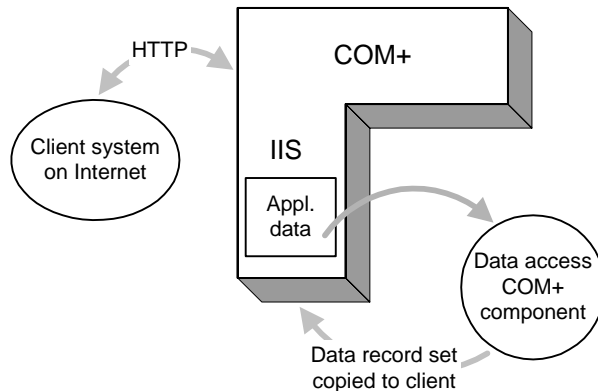 HTTP
COM+
Client system
on Internet
IIS
Appl.
data
Data access
COM+
component
Data record set
copied to client